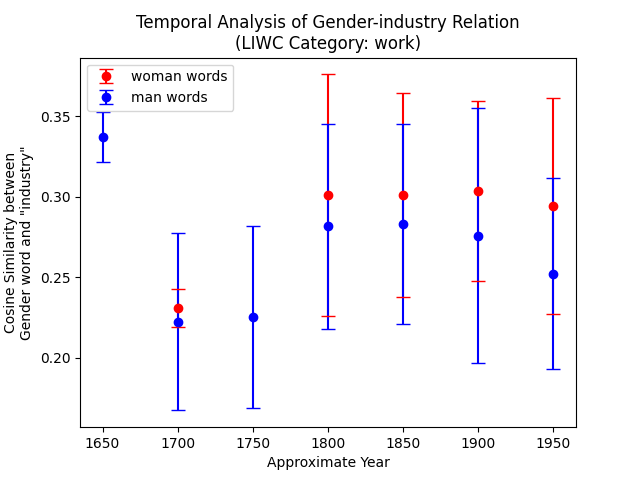 Temporal Analysis of Gender-industry Relation
(LIWC Category: work)
woman words
man words
Cosine Similarity between
Gender word and "industry"
0.35
0.30
0.25
0.20
1650
1700
1750
1800
1850
1900
1950
Approximate Year